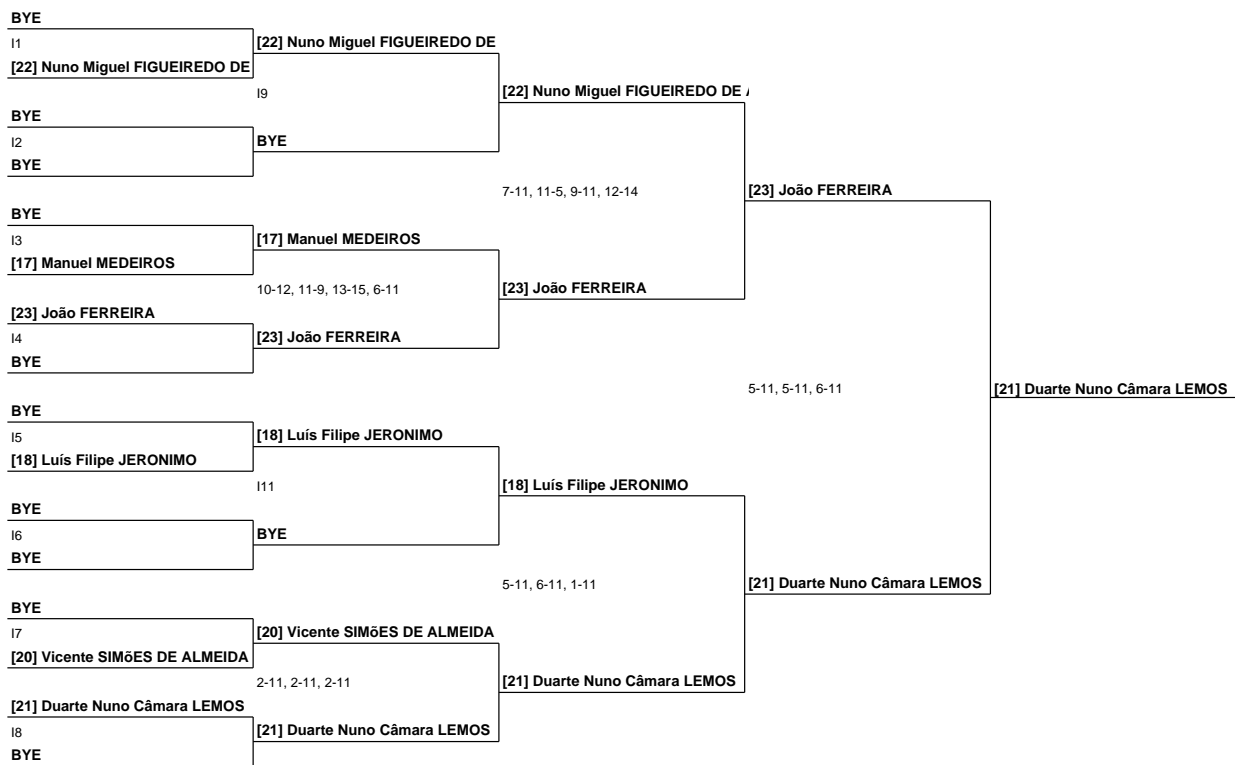 BYE
I1
[22] Nuno Miguel FIGUEIREDO DE
[22] Nuno Miguel FIGUEIREDO DE
I9
[22] Nuno Miguel FIGUEIREDO DE
BYE
I2
BYE
BYE
7-11, 11-5, 9-11, 12-14
[23] João FERREIRA
BYE
I3
[17] Manuel MEDEIROS
[17] Manuel MEDEIROS
10-12, 11-9, 13-15, 6-11
[23] João FERREIRA
[23] João FERREIRA
I4
[23] João FERREIRA
BYE
5-11, 5-11, 6-11
[21] Duarte Nuno Câmara LEMOS
BYE
I5
[18] Luís Filipe JERONIMO
[18] Luís Filipe JERONIMO
I11
[18] Luís Filipe JERONIMO
BYE
I6
BYE
BYE
5-11, 6-11, 1-11
[21] Duarte Nuno Câmara LEMOS
BYE
I7
[20] Vicente SIMõES DE ALMEIDA
[20] Vicente SIMõES DE ALMEIDA
2-11, 2-11, 2-11
[21] Duarte Nuno Câmara LEMOS
[21] Duarte Nuno Câmara LEMOS
I8
[21] Duarte Nuno Câmara LEMOS
BYE